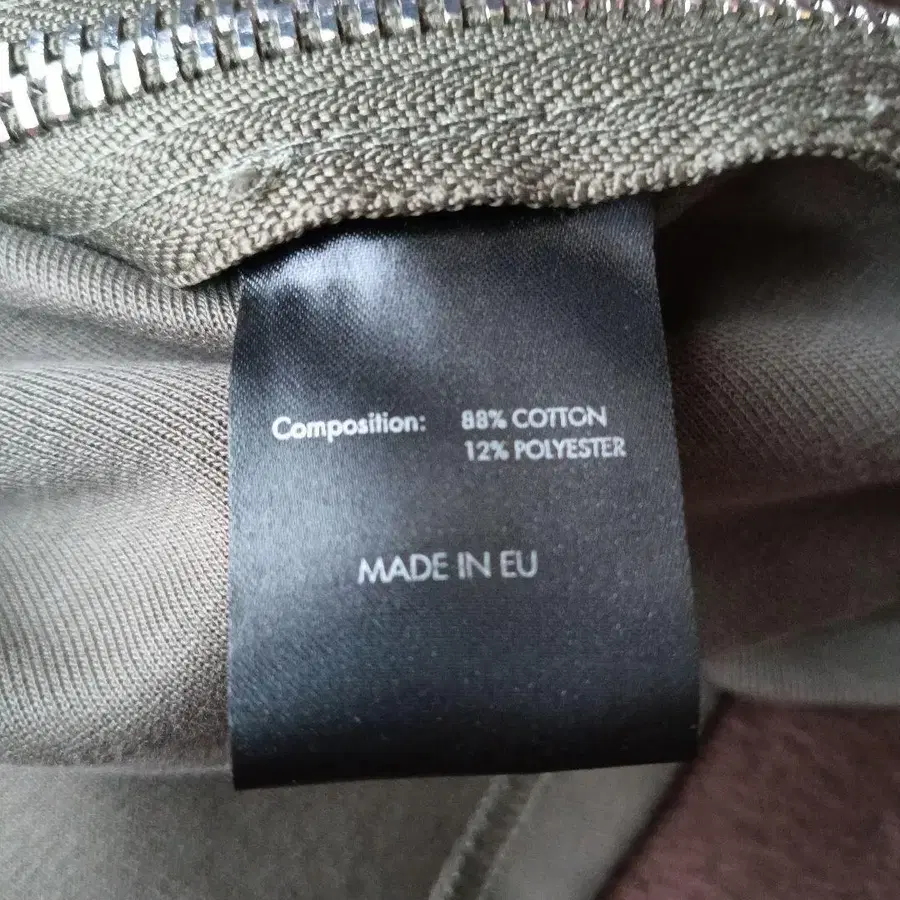 Composition: 88% COTTON
12% POLYESTER
MADE IN EU